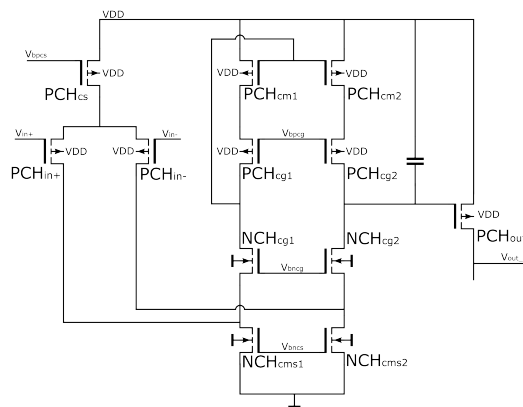 VDD
Vbpcs
VDD
VDD
VDD
PCHcs
PCHcm1
PCHcm2
Vin+
Vin-
Vbpcg
VDD
VDD
VDD
VDD
PCHin+
PCHin-
PCHcg1
PCHcg2
VDD
NCHcg1
NCHcg2
PCHout
Vout
Vbncg
Vbncs
NCHcms1
NCHcms2